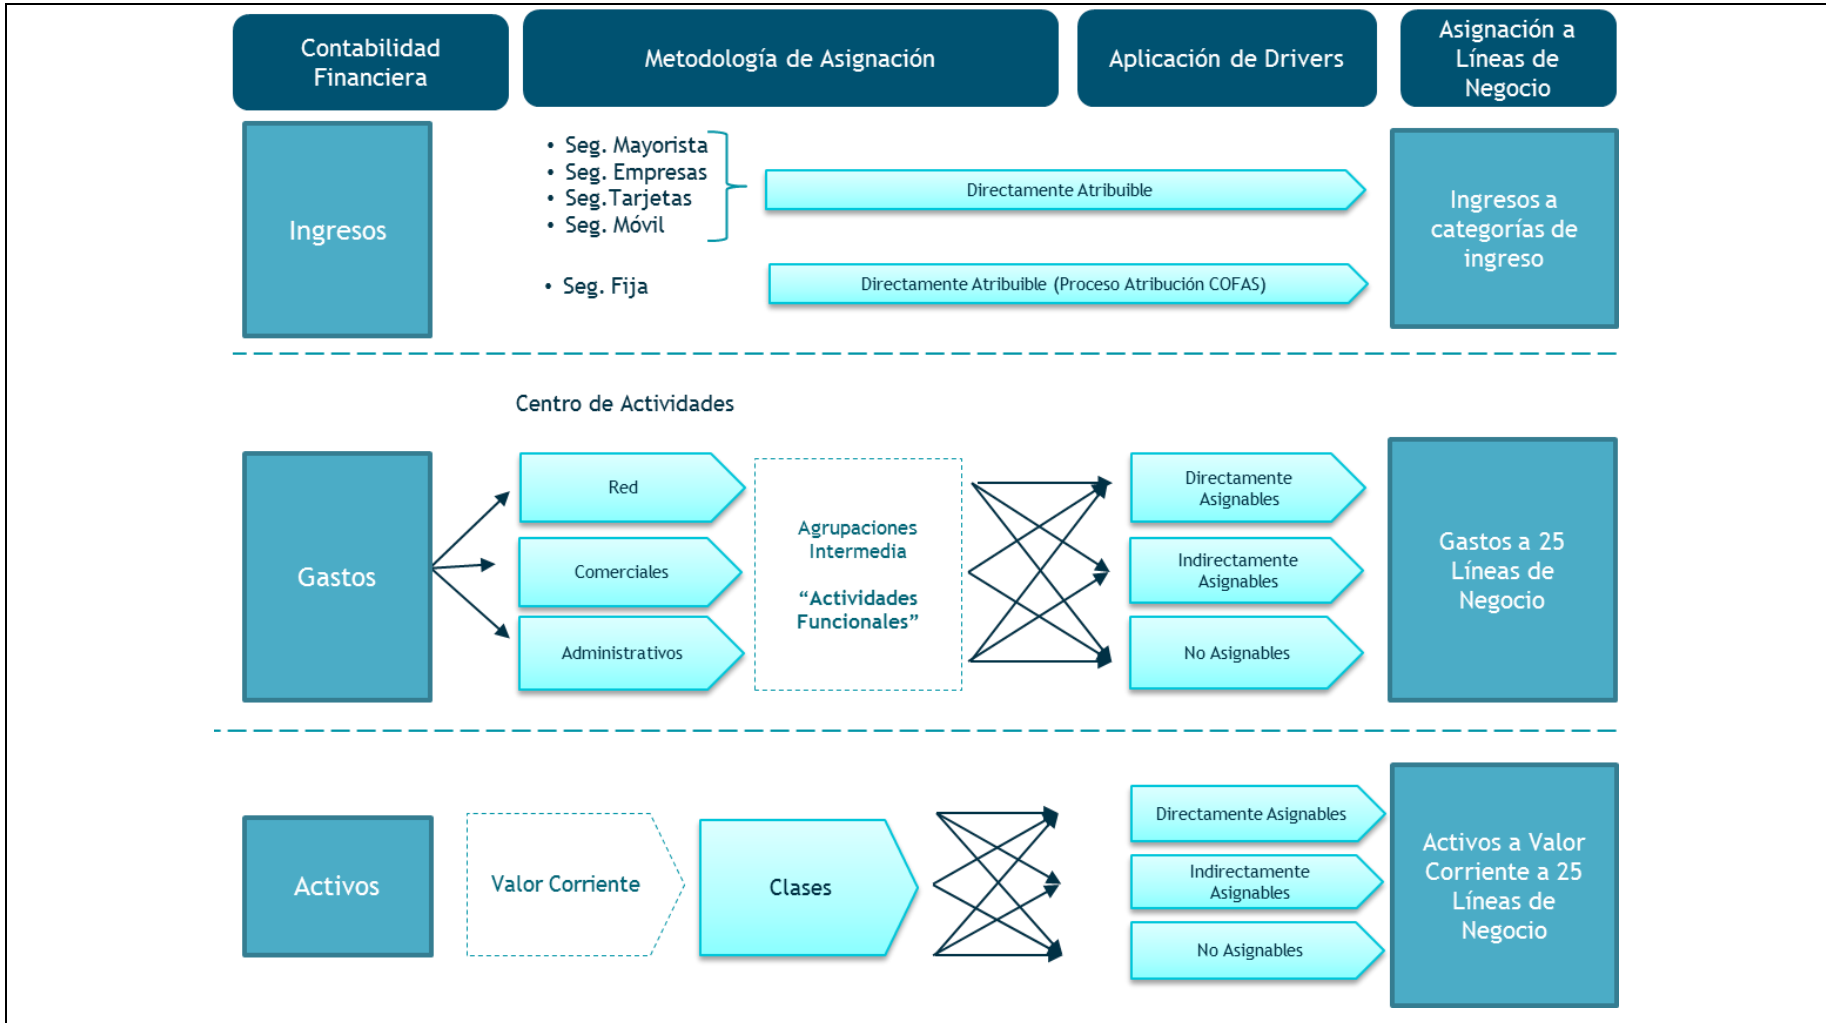 Contabilidad
Financiera
Metodología de Asignación
Aplicación de Drivers
Asignación a
Líneas de
Negocio
Ingresos
• Seg. Mayorista
• Seg. Empresas
• Seg.Tarjetas
• Seg. Móvil
Directamente Atribuible
• Seg. Fija
Directamente Atribuible (Proceso Atribución COFAS)
Ingresos a
categorías de
ingreso
Centro de Actividades
Gastos
Red
Comerciales
Administrativos
Agrupaciones
Intermedia
“Actividades
Funcionales”
Directamente
Asignables
Indirectamente
Asignables
No Asignables
Gastos a 25
Líneas de
Negocio
Activos
Valor Corriente
Clases
Directamente Asignables
Indirectamente
Asignables
No Asignables
Activos a Valor
Corriente a 25
Líneas de
Negocio